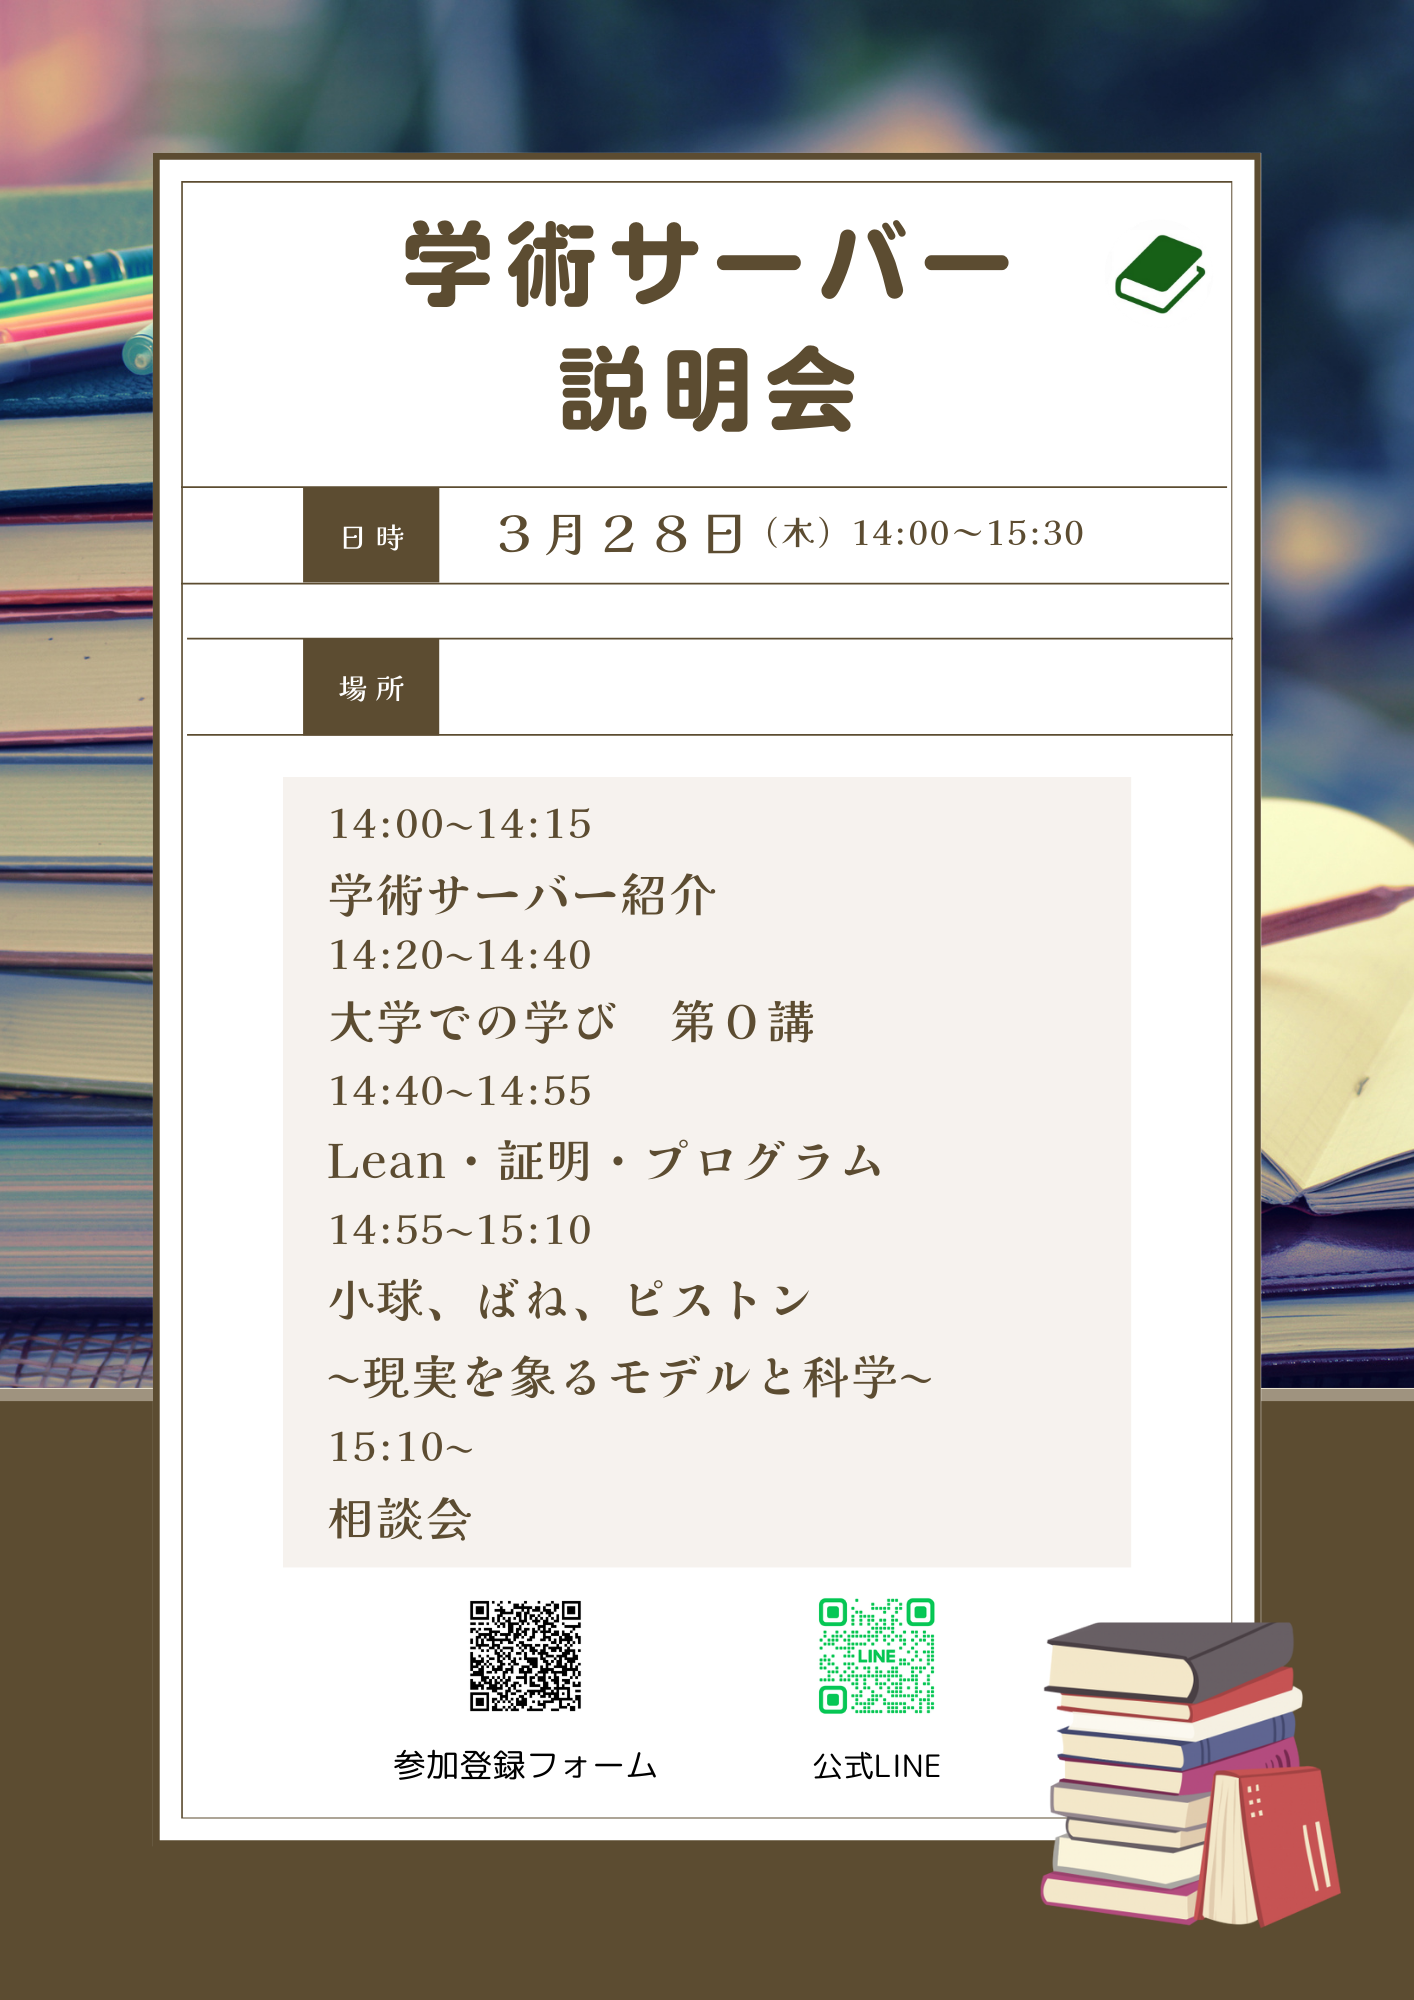 学術サーバー
説明会
日時
3月28日（木）14:00〜15:30
場所
14:00~14:15
学術サーバー紹介
14:20~14:40
大学での学び　第０講
14:40~14:55
Lean・証明・プログラム
14:55~15:10
小球、ばね、ピストン
~現実を象るモデルと科学~
15:10~
相談会
LINE
参加登録フォーム
公式LINE